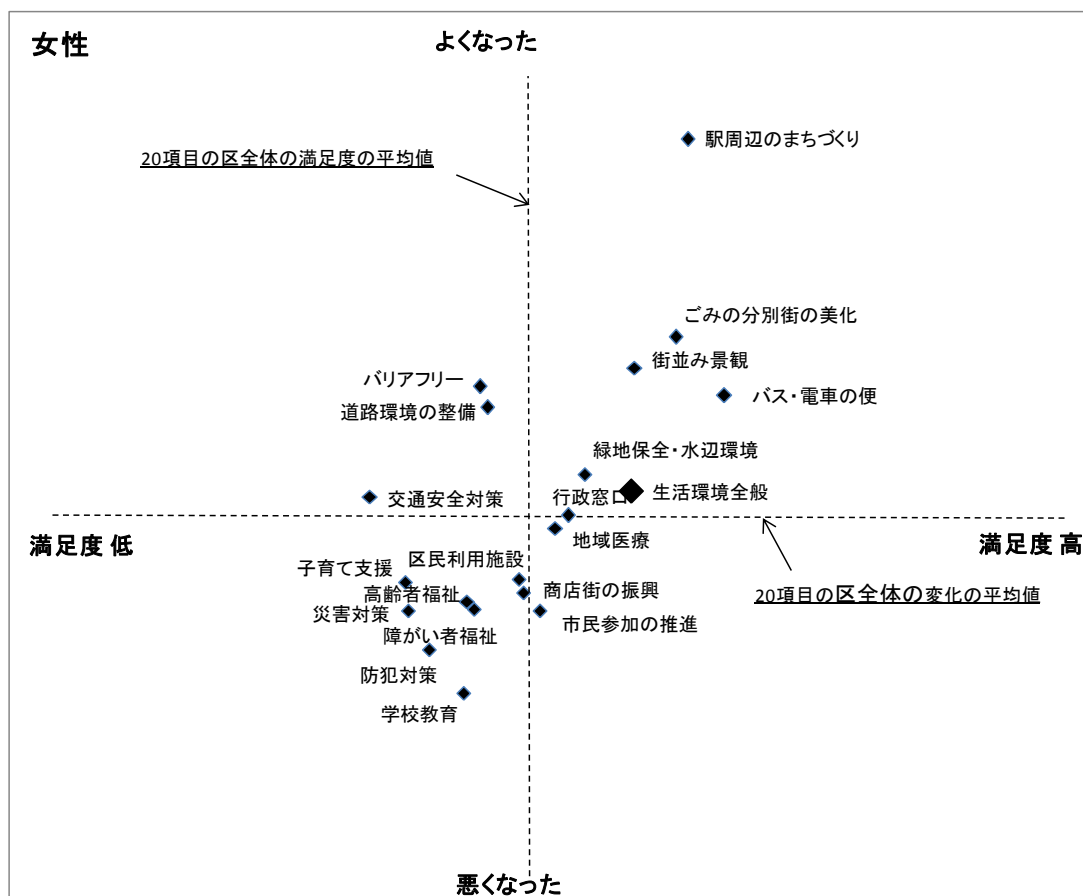 女性
よくなった
駅周辺のまちづくり
20項目の区全体の満足度の平均値
ごみの分別街の美化
街並み景観
バリアフリー
バス・電車の便
道路環境の整備
緑地保全・水辺環境
行政窓口
生活環境全般
交通安全対策
地域医療
満足度 低
満足度 高
区民利用施設
子育て支援
商店街の振興
高齢者福祉
20項目の区全体の変化の平均値
災害対策
市民参加の推進
障がい者福祉
防犯対策
学校教育
悪くなった